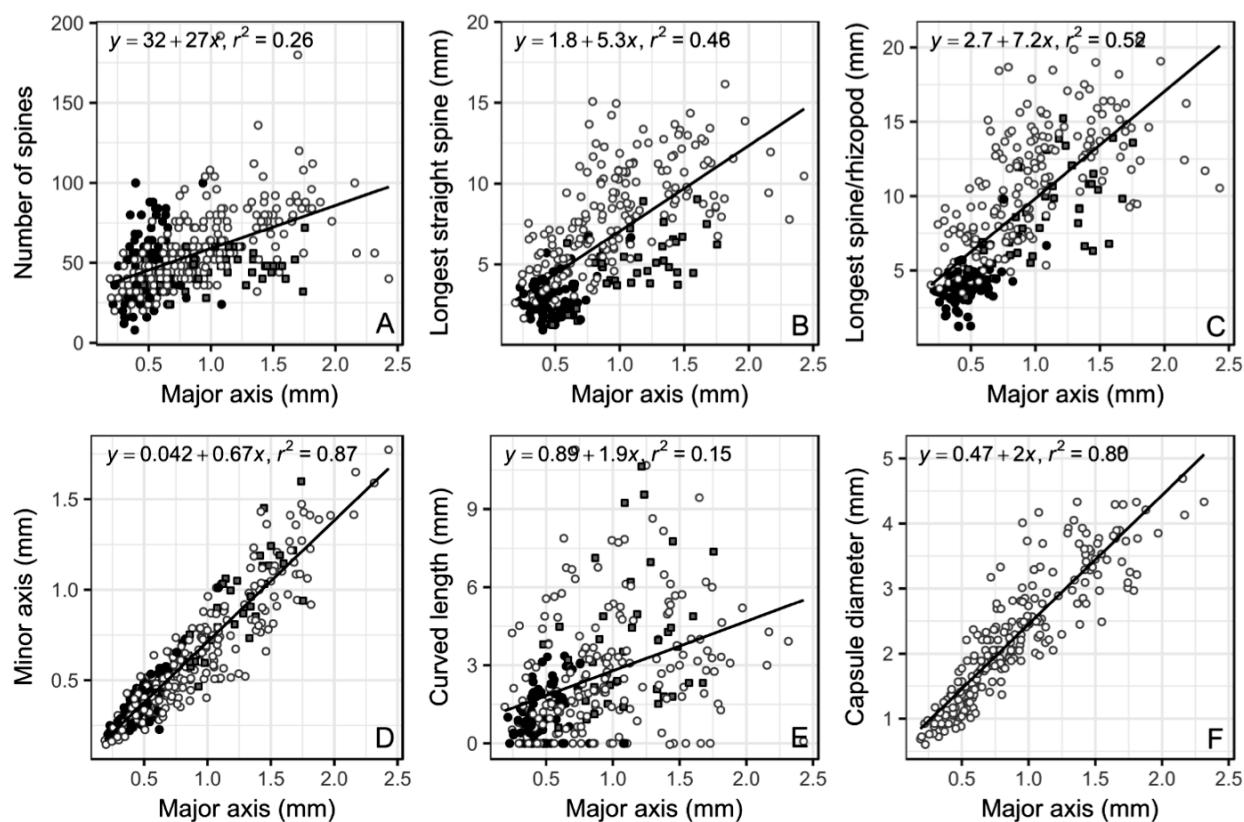 y = 32 + 27x, r² = 0.26
200
150
100
50
0
Number of spines
A
0.5 1.0 1.5 2.0 2.5
Major axis (mm)
y = 1.8 + 5.3x, r² = 0.46
20
15
10
5
Longest straight spine (mm)
B
0.5 1.0 1.5 2.0 2.5
Major axis (mm)
y = 2.7 + 7.2x, r² = 0.52
20
15
10
5
Longest spine/rhizopod (mm)
C
0.5 1.0 1.5 2.0 2.5
Major axis (mm)
y = 0.042 + 0.67x, r² = 0.87
1.5
1.0
0.5
Minor axis (mm)
D
0.5 1.0 1.5 2.0 2.5
Major axis (mm)
y = 0.89 + 1.9x, r² = 0.15
9
6
3
0
Curved length (mm)
E
0.5 1.0 1.5 2.0 2.5
Major axis (mm)
y = 0.47 + 2x, r² = 0.80
5
4
3
2
1
Capsule diameter (mm)
F
0.5 1.0 1.5 2.0 2.5
Major axis (mm)